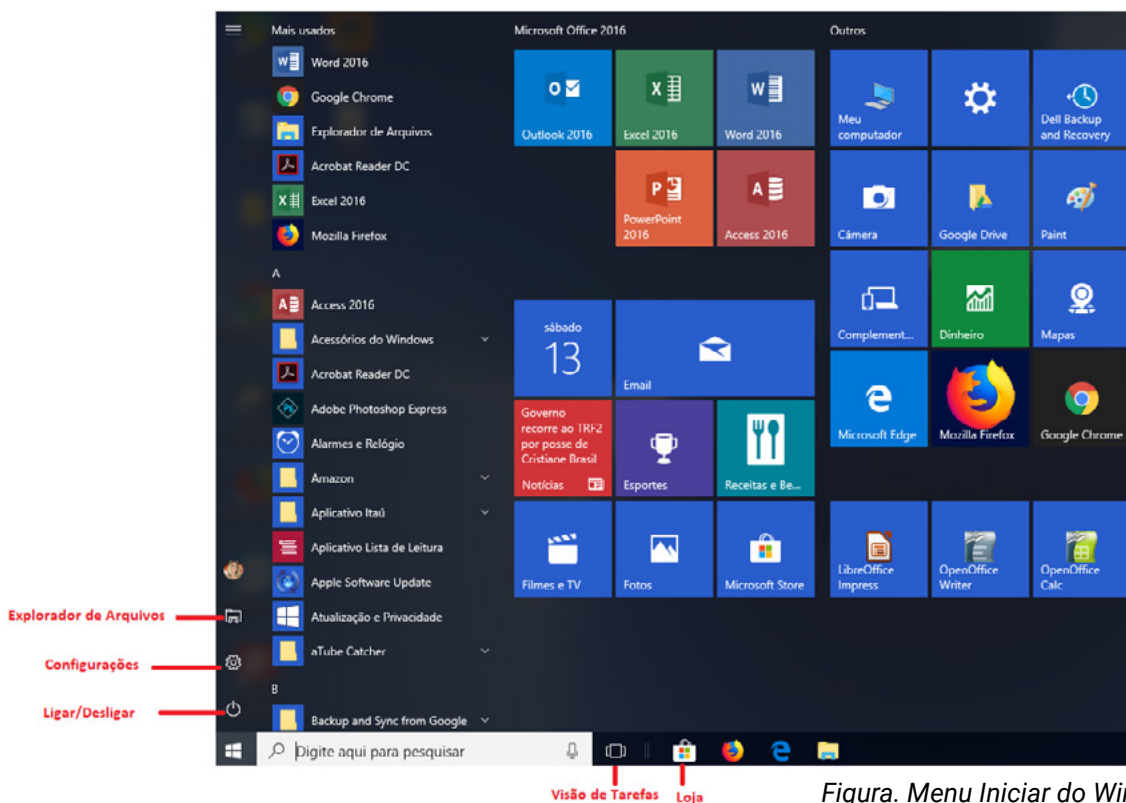 Mais usados
Word 2016
Google Chrome
Explorador de Arquivos
Acrobat Reader DC
Excel 2016
Mozilla Firefox
A
Access 2016
Acessórios do Windows
Acrobat Reader DC
Adobe Photoshop Express
Alarmes e Relógio
Amazon
Aplicativo Itaú
Aplicativo Lista de Leitura
Apple Software Update
Atualização e Privacidade
aTube Catcher
B
Backup and Sync from Google
Microsoft Office 2016
Outlook 2016
Excel 2016
Word 2016
PowerPoint
2016
Access 2016
sábado
13
Email
Governo
recorre ao TRF2
por posse de
Cristiane Brasil
Notícias
Esportes
Receitas e Be...
Filmes e TV
Fotos
Microsoft Store
Outros
Meu
computador
Dell Backup
and Recovery
Câmera
Google Drive
Paint
Complement...
Dinheiro
Mapas
Microsoft Edge
Mozilla Firefox
Google Chrome
LibreOffice
Impress
OpenOffice
Writer
OpenOffice
Calc
Explorador de Arquivos
Configurações
Ligar/Desligar
Digite aqui para pesquisar
Visão de Tarefas
Loja
Figura. Menu Iniciar do Win